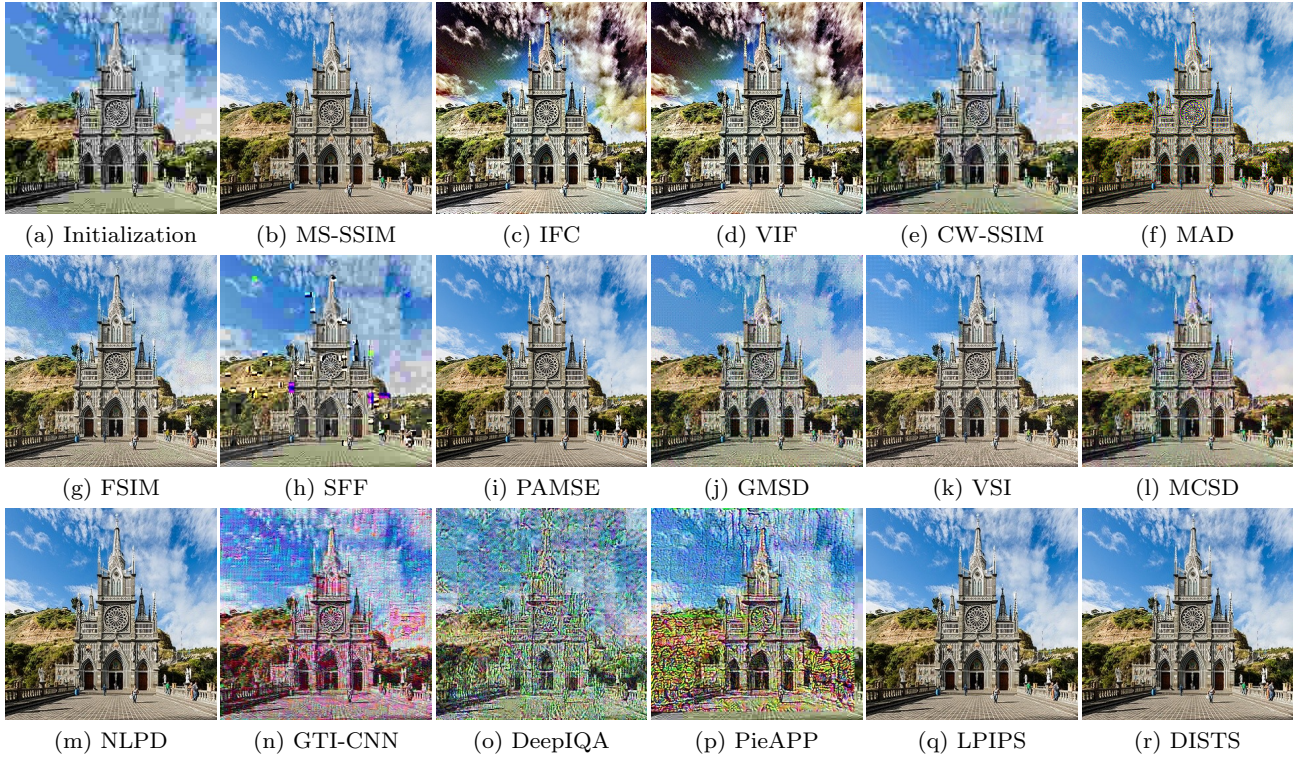 (a) Initialization (b) MS-SSIM (c) IFC (d) VIF (e) CW-SSIM (f) MAD
(g) FSIM (h) SFF (i) PAMSE (j) GMSD (k) VSI (l) MCSD
(m) NLPD (n) GTI-CNN (o) DeepIQA (p) PieAPP (q) LPIPS (r) DISTS